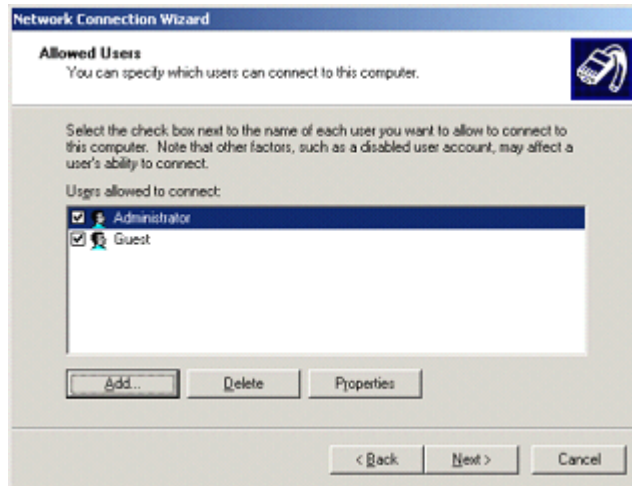 Network Connection Wizard
Allowed Users
You can specify which users can connect to this computer.
Select the check box next to the name of each user you want to allow to connect to
this computer. Note that other factors, such as a disabled user account, may affect a
user's ability to connect.
Users allowed to connect:
Administrator
Guest
Add... Delete Properties
< Back Next > Cancel